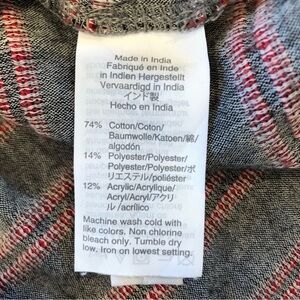 Made in India
Fabriqué en Inde
in Indien Hergestellt
Vervaardigd in India
インド製
Hecho en India
74% Cotton/Coton/
Baumwolle/Katoen/綿/
algodón
14% Polyester/Polyester/
Polyester/Polyester/ポ
リエステル/poliéster
12% Acrylic/Acrylique/
Acryl/Acryl/アクリ
ル/acrílico
Machine wash cold with
like colors. Non chlorine
bleach only. Tumble dry
low. Iron on lowest setting.